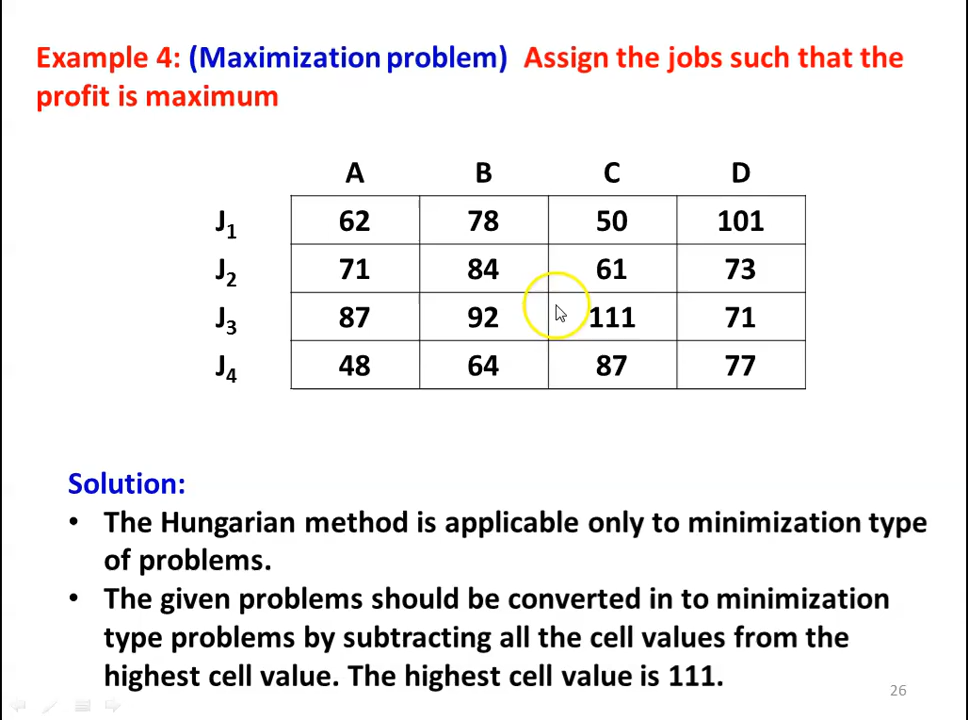 Example 4: (Maximization problem) Assign the jobs such that the
profit is maximum
A B C D
J1 62 78 50 101
J2 71 84 61 73
J3 87 92 111 71
J4 48 64 87 77
Solution:
• The Hungarian method is applicable only to minimization type
of problems.
• The given problems should be converted in to minimization
type problems by subtracting all the cell values from the
highest cell value. The highest cell value is 111.
26